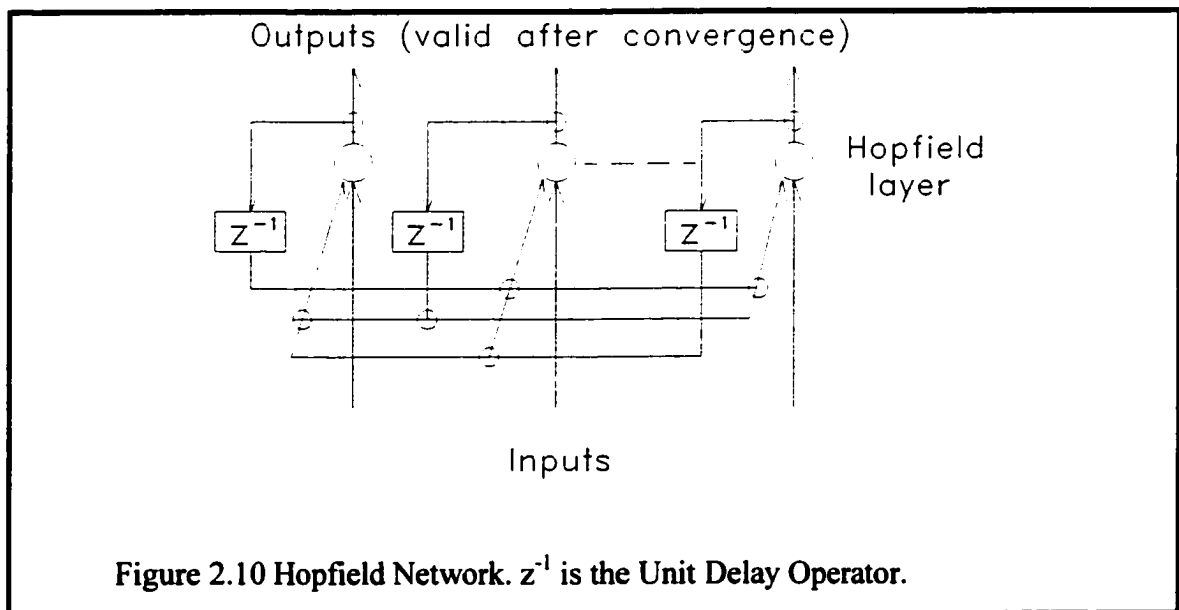 Outputs (valid after convergence)
Hopfield
layer
Z⁻¹ Z⁻¹ Z⁻¹
Inputs
Figure 2.10 Hopfield Network. z⁻¹ is the Unit Delay Operator.